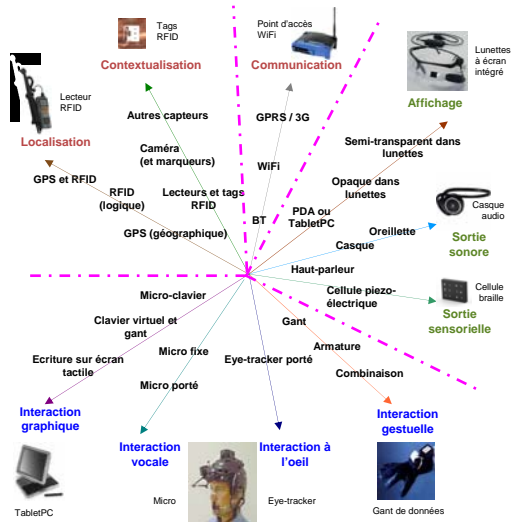 Tags
RFID
Point d'accès
WiFi
Lunettes
à écran
intégré
Contextualisation
Communication
Affichage
Lecteur
RFID
Localisation
Autres capteurs
GPRS / 3G
Caméra
(et marqueurs)
Semi-transparent dans
lunettes
WiFi
GPS et RFID
RFID
(logique)
Lecteurs et tags
RFID
Opaque dans
lunettes
BT
PDA ou
TabletPC
GPS (géographique)
Casque
audio
Oreillette
Casque
Sortie
sonore
Haut-parleur
Cellule piezo-
électrique
Cellule
braille
Sortie
sensorielle
Micro-clavier
Clavier virtuel et
gant
Gant
Armature
Ecriture sur écran
tactile
Micro fixe
Eye-tracker porté
Combinaison
Micro porté
Interaction
graphique
Interaction
vocale
Interaction à
l'oeil
Interaction
gestuelle
TabletPC
Micro
Eye-tracker
Gant de données